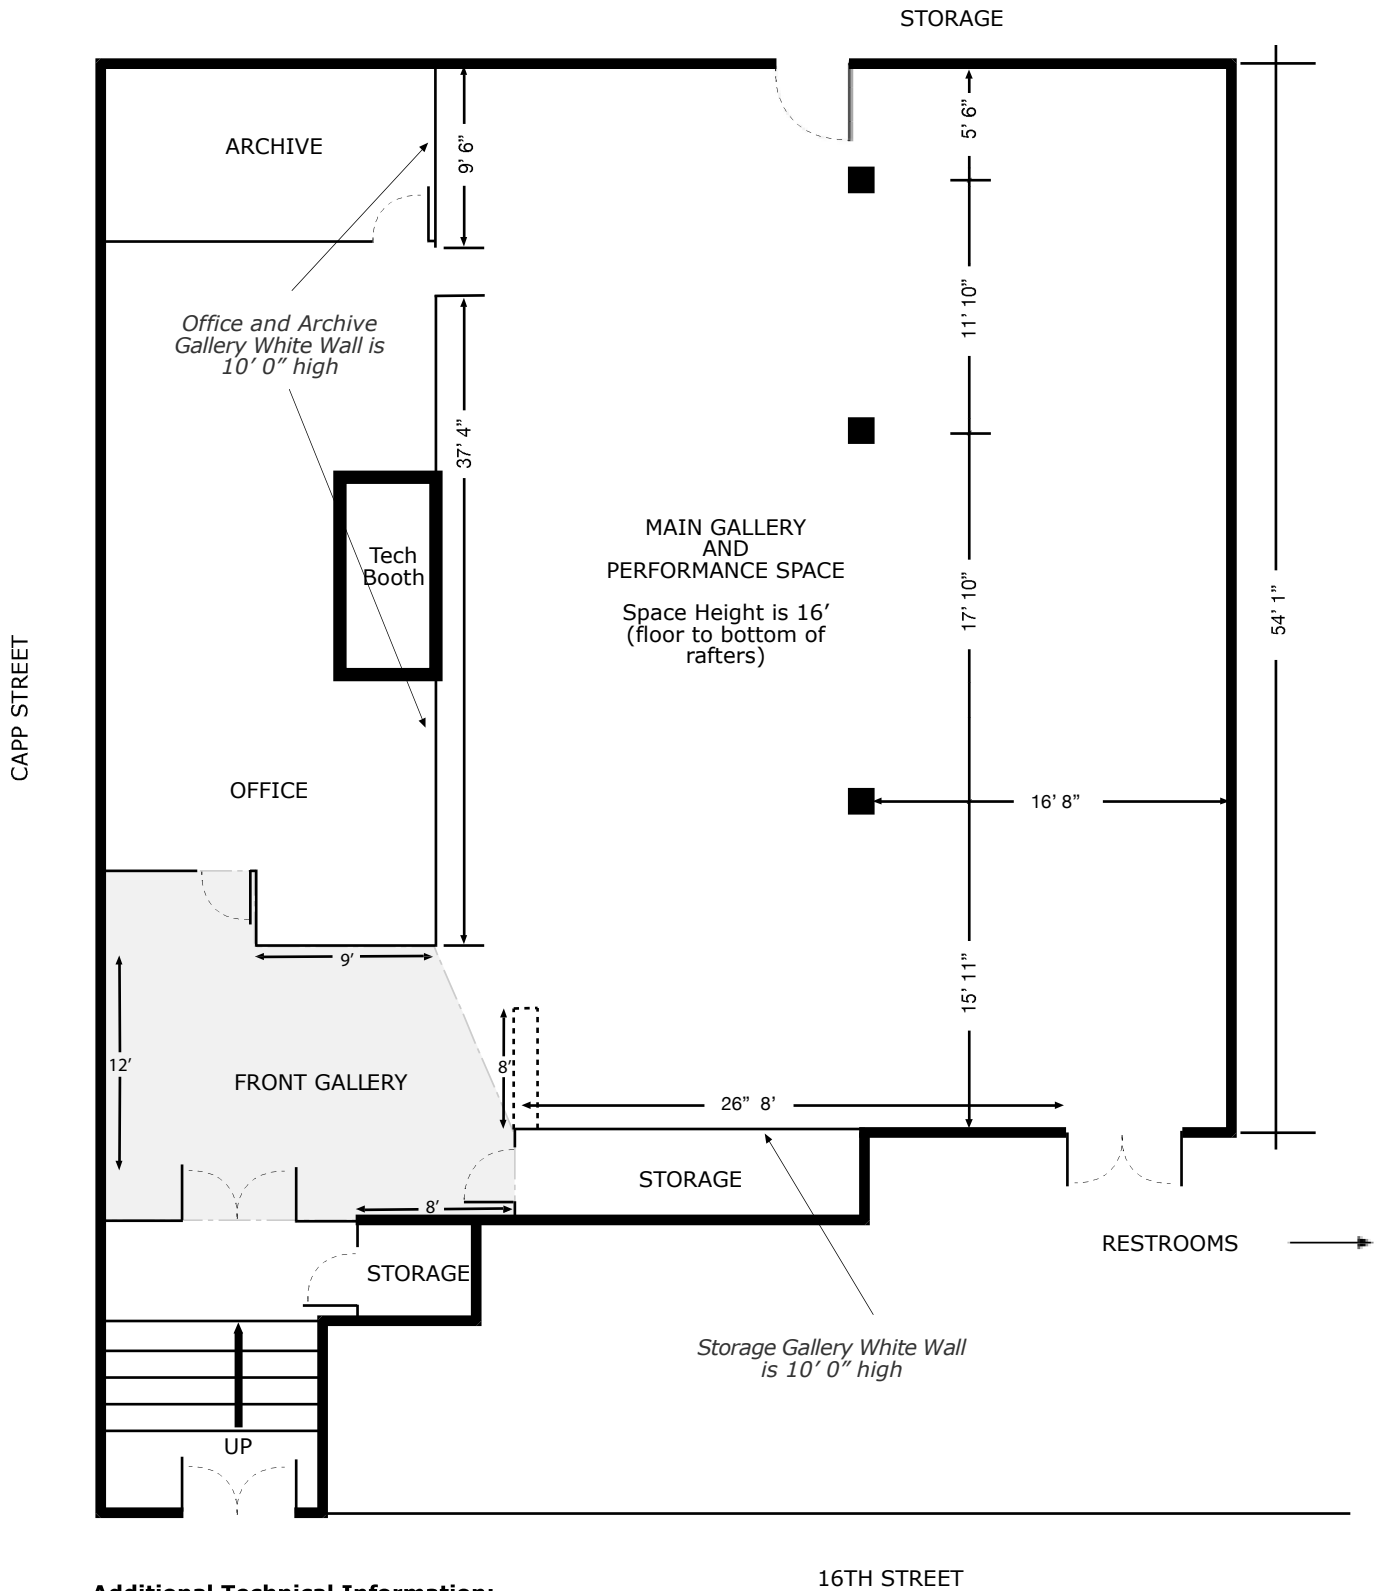 STORAGE
ARCHIVE
9’ 6”
5’ 6”
11’ 10”
Office and Archive
Gallery White Wall is
10’ 0” high
37’ 4”
MAIN GALLERY
AND
PERFORMANCE SPACE
Space Height is 16’
(floor to bottom of
rafters)
Tech
Booth
17’ 10”
54’ 1”
CAPP STREET
OFFICE
16’ 8”
9’
15’ 11”
12’
FRONT GALLERY
8’
26” 8’
STORAGE
8’
RESTROOMS
STORAGE
Storage Gallery White Wall
is 10’ 0” high
UP
16TH STREET
Additional Technical Information: